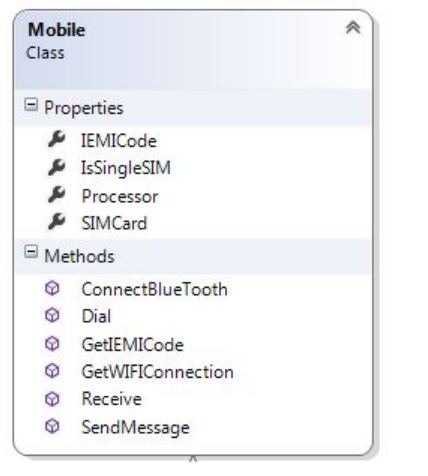 Mobile
Class
Properties
IEMICode
IsSingleSIM
Processor
SIMCard
Methods
ConnectBlueTooth
Dial
GetIEMICode
GetWIFIConnection
Receive
SendMessage